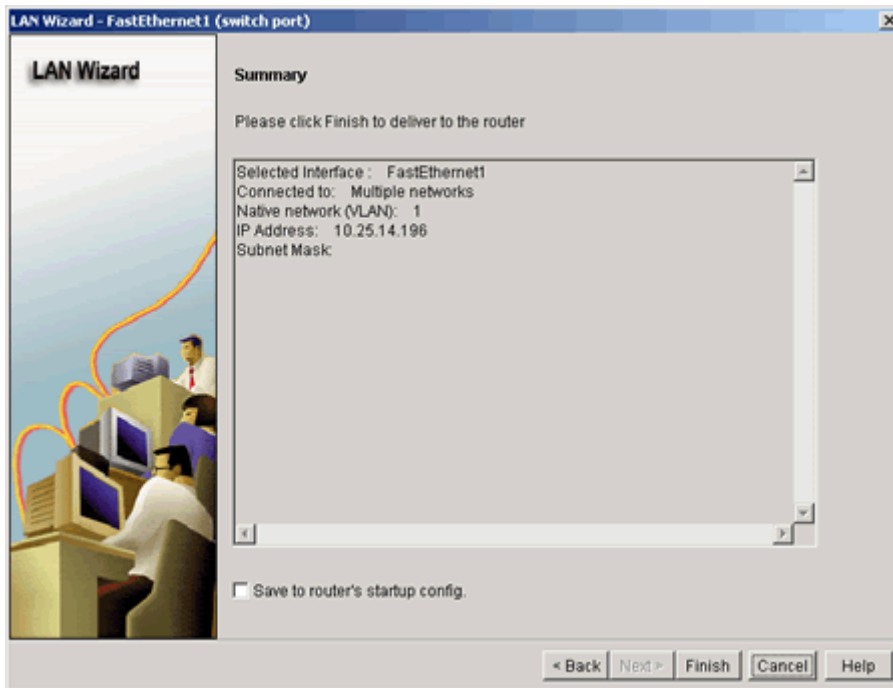 LAN Wizard - FastEthernet1 (switch port)
LAN Wizard
Summary
Please click Finish to deliver to the router
Selected Interface : FastEthernet1
Connected to: Multiple networks
Native network (VLAN): 1
IP Address: 10.25.14.196
Subnet Mask:
Save to router's startup config.
< Back Next > Finish Cancel Help